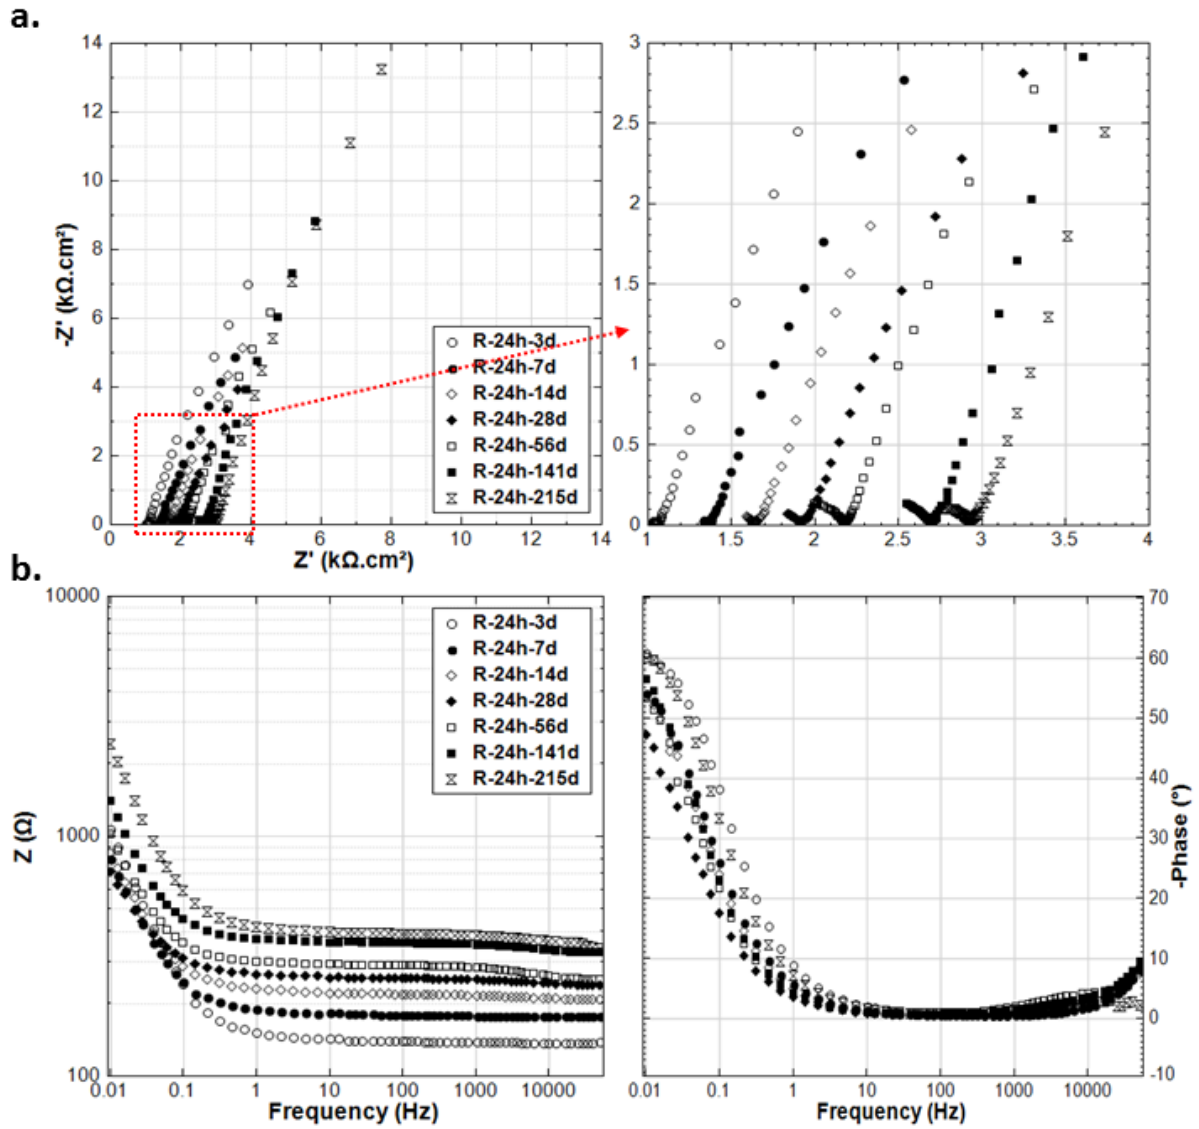 a.
14
12
10
8
6
4
2
0
-Z' (kΩ.cm²)
2
4
6
8
10
12
14
Z' (kΩ.cm²)
R-24h-3d
R-24h-7d
R-24h-14d
R-24h-28d
R-24h-56d
R-24h-141d
R-24h-215d
3
2.5
2
1.5
1
0.5
0
1.0
1.5
2
2.5
3
3.5
4
b.
10000
1000
100
Z (Ω)
0.01
0.1
1
10
100
1000
10000
Frequency (Hz)
R-24h-3d
R-24h-7d
R-24h-14d
R-24h-28d
R-24h-56d
R-24h-141d
R-24h-215d
70
60
50
40
30
20
10
0
-10
-Phase (°)
0.01
0.1
1
10
100
1000
10000
Frequency (Hz)